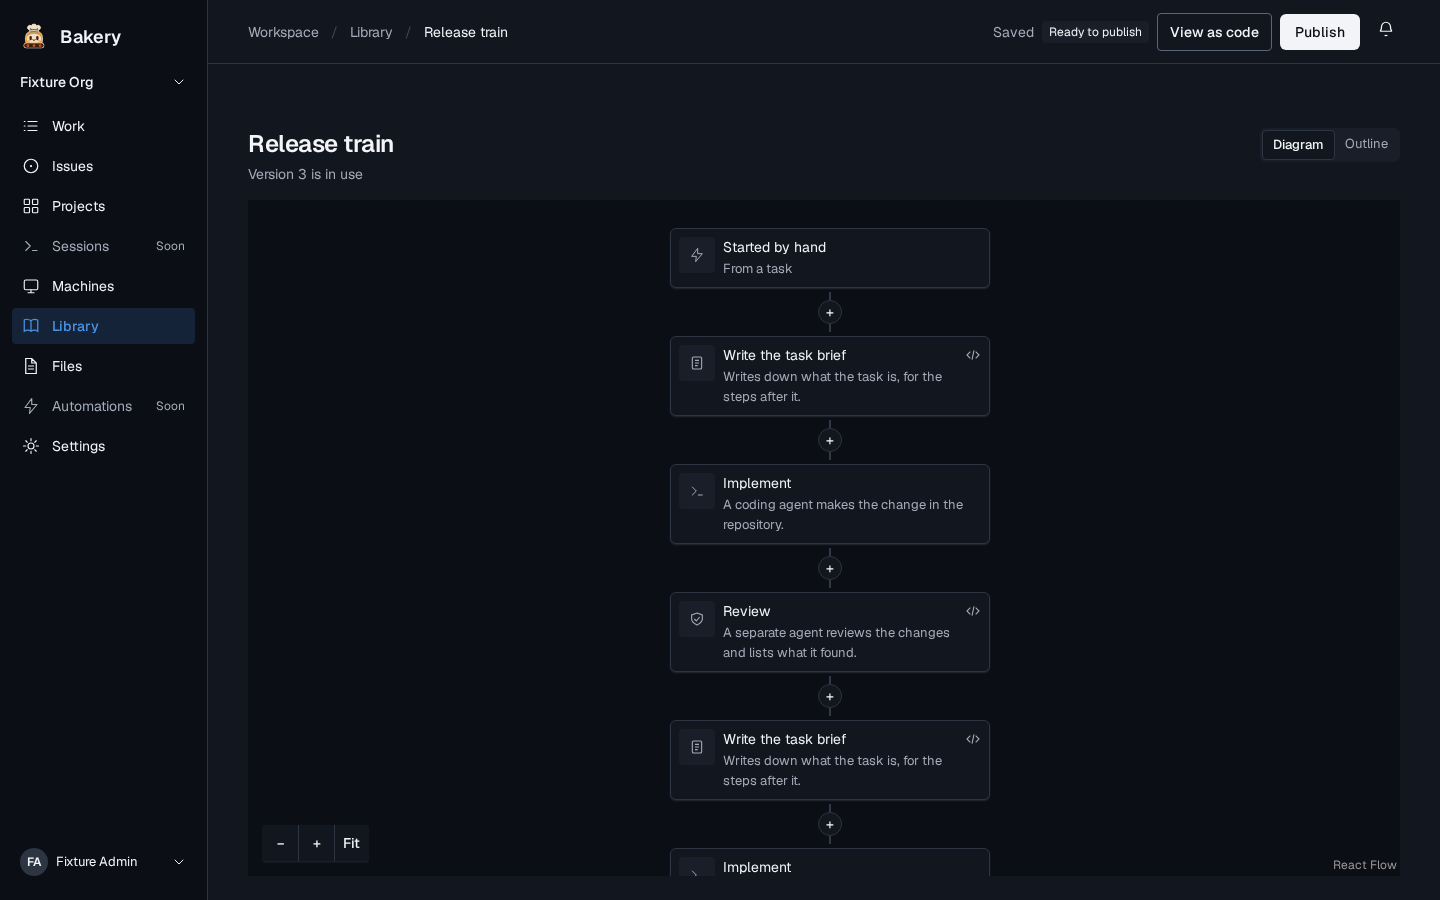 Bakery
Fixture Org
Work
Issues
Projects
Sessions Soon
Machines
Library
Files
Automations Soon
Settings
FA Fixture Admin
Workspace / Library / Release train
Saved Ready to publish View as code Publish
Release train
Version 3 is in use
Diagram Outline
Started by hand
From a task
+
Write the task brief
Writes down what the task is, for the
steps after it.
+
Implement
A coding agent makes the change in the
repository.
+
Review
A separate agent reviews the changes
and lists what it found.
+
Write the task brief
Writes down what the task is, for the
steps after it.
+
Implement
− + Fit
React Flow